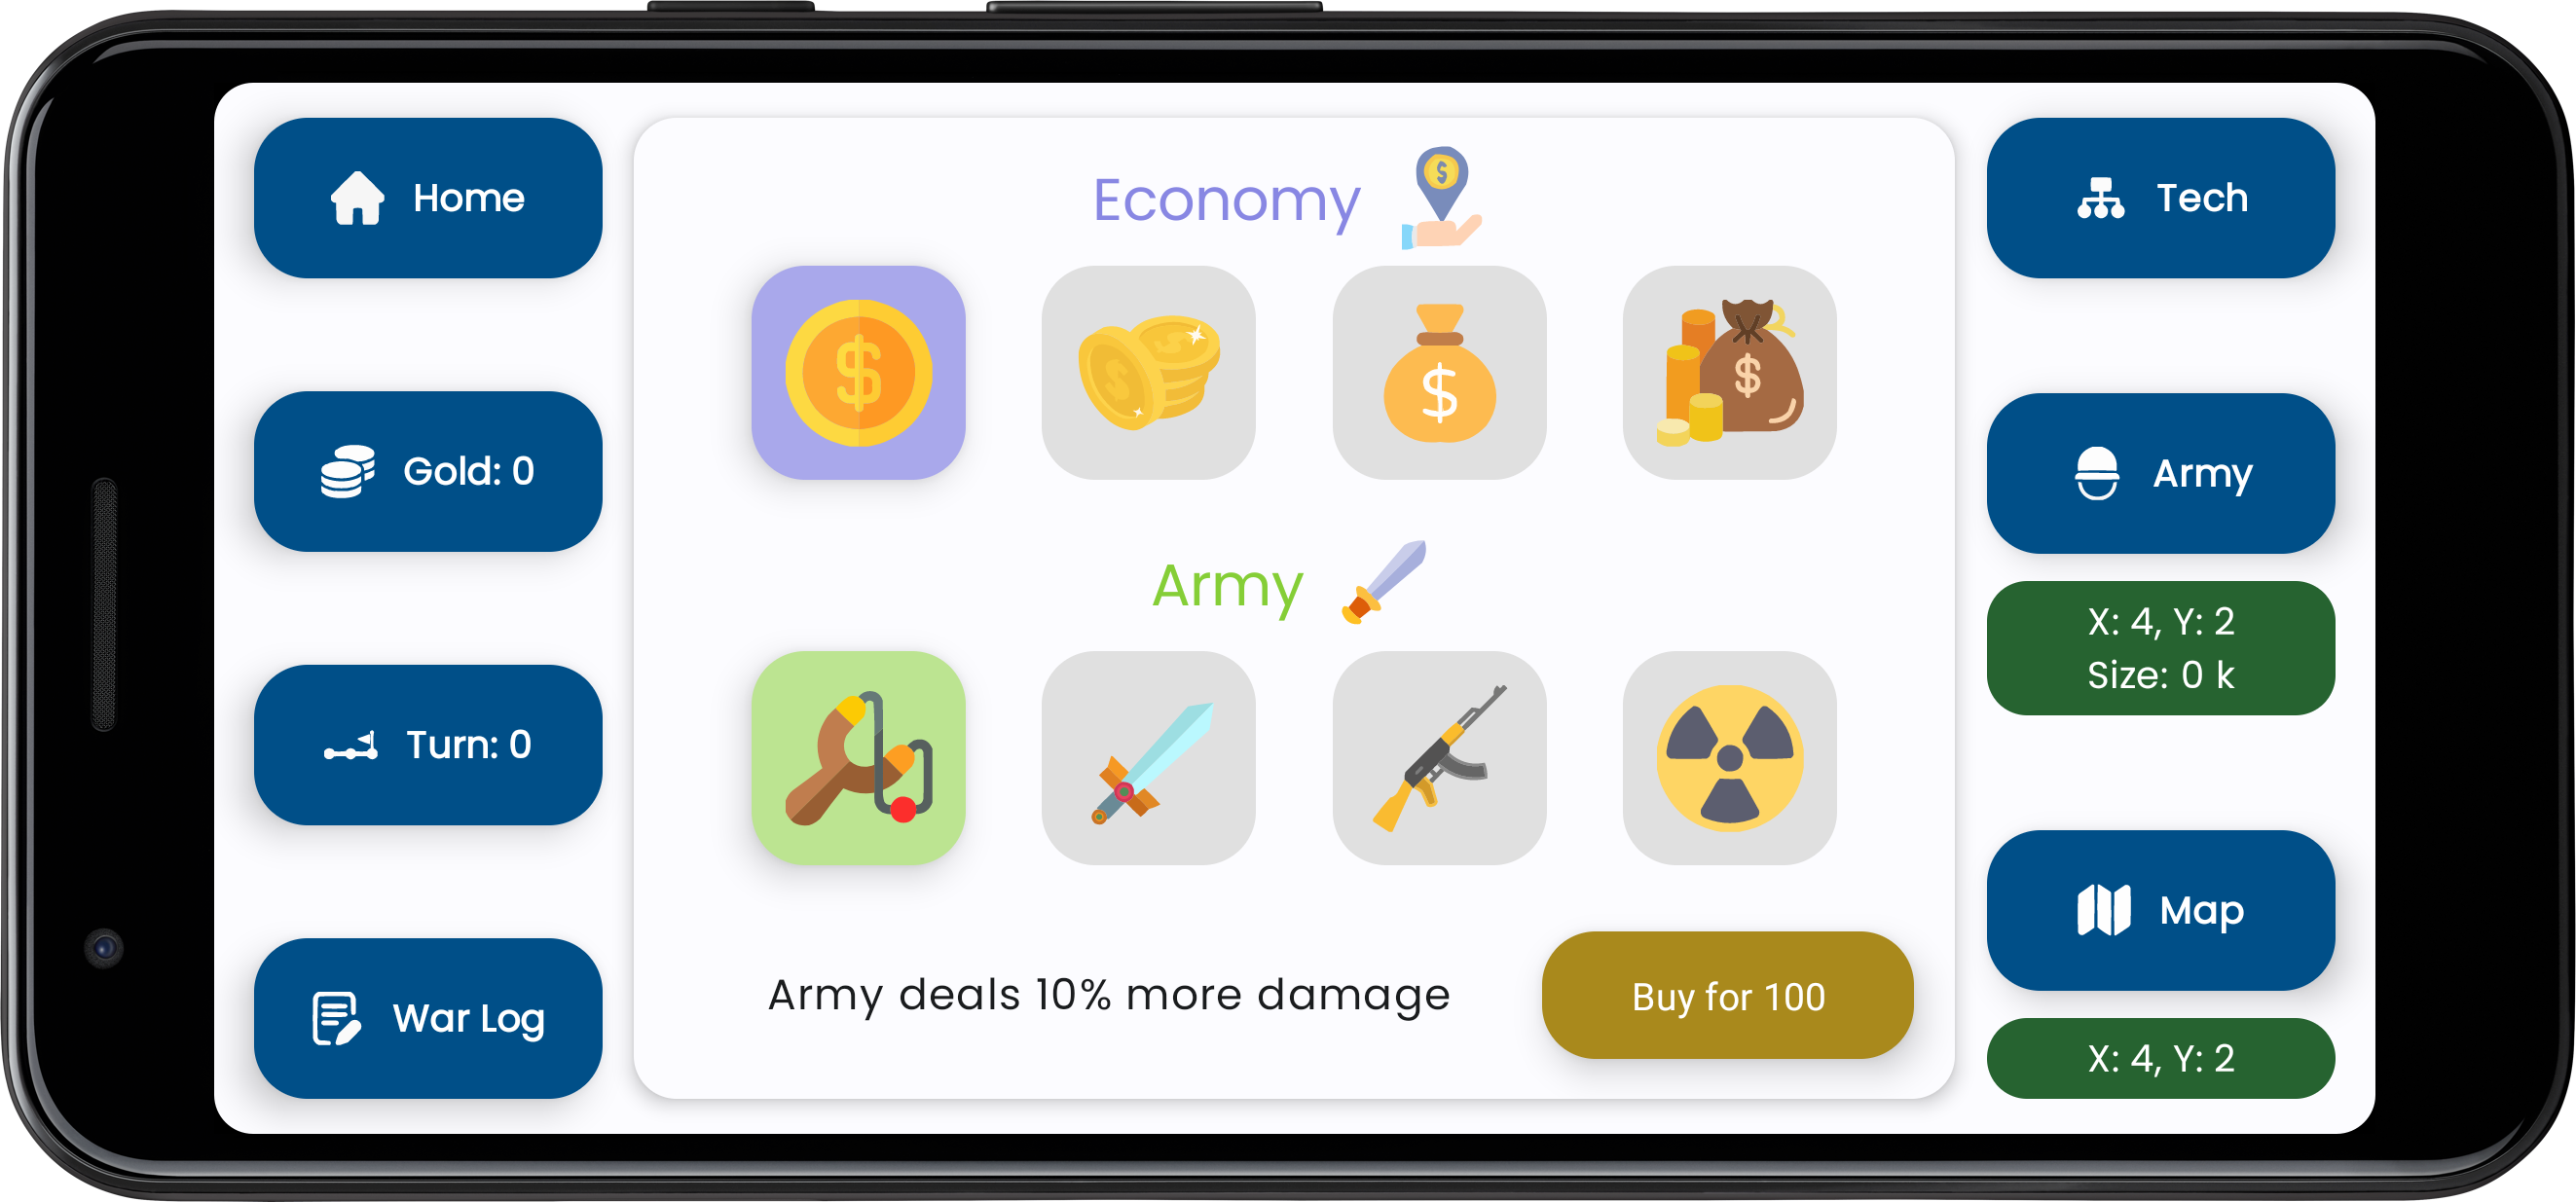 Home
Gold: 0
Turn: 0
War Log
Economy
$
$
$
$
$
$
Army
Army deals 10% more damage
Buy for 100
Tech
Army
X: 4, Y: 2
Size: 0 k
Map
X: 4, Y: 2